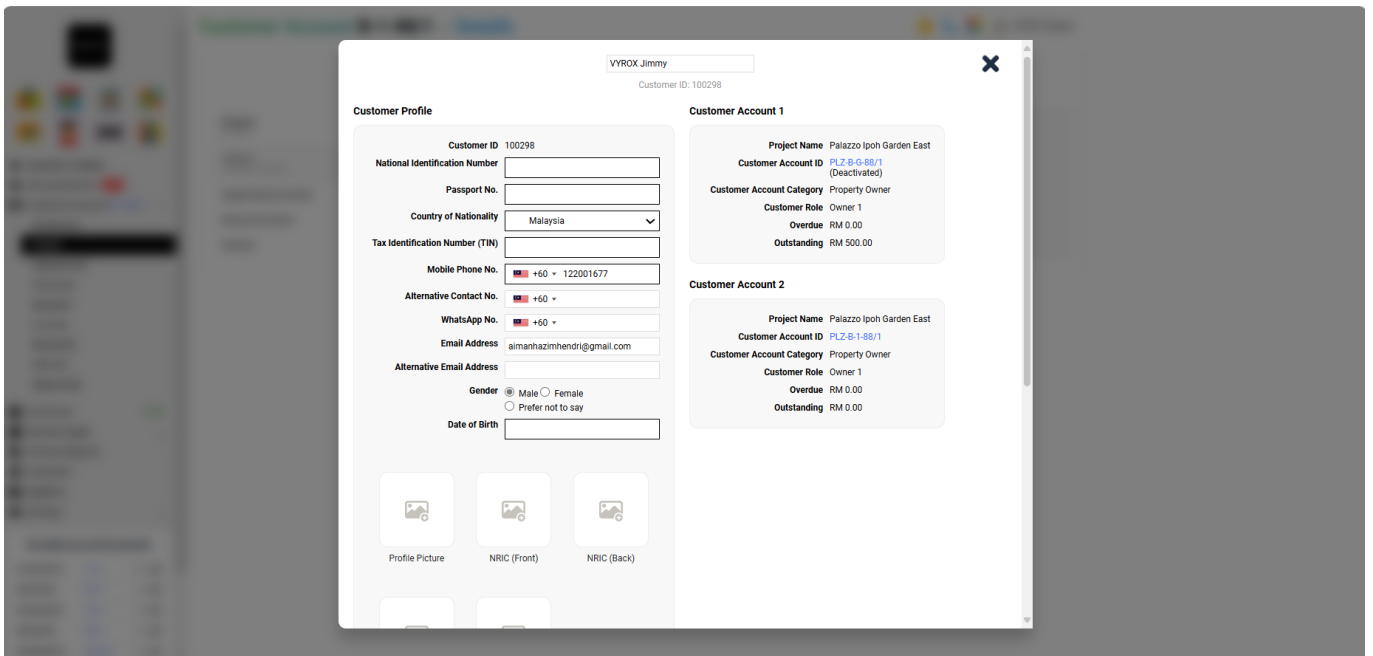 VYROX Jimmy
Customer ID: 100298
Customer Profile
Customer ID 100298
National Identification Number
Passport No.
Country of Nationality Malaysia
Tax Identification Number (TIN)
Mobile Phone No. +60 122001677
Alternative Contact No. +60
WhatsApp No. +60
Email Address aimanhazimhendri@gmail.com
Alternative Email Address
Gender Male Female
Prefer not to say
Date of Birth
Profile Picture NRIC (Front) NRIC (Back)
Customer Account 1
Project Name Palazzo Ipoh Garden East
Customer Account ID PLZ-B-G-88/1
(Deactivated)
Customer Account Category Property Owner
Customer Role Owner 1
Overdue RM 0.00
Outstanding RM 500.00
Customer Account 2
Project Name Palazzo Ipoh Garden East
Customer Account ID PLZ-B-1-88/1
Customer Account Category Property Owner
Customer Role Owner 1
Overdue RM 0.00
Outstanding RM 0.00